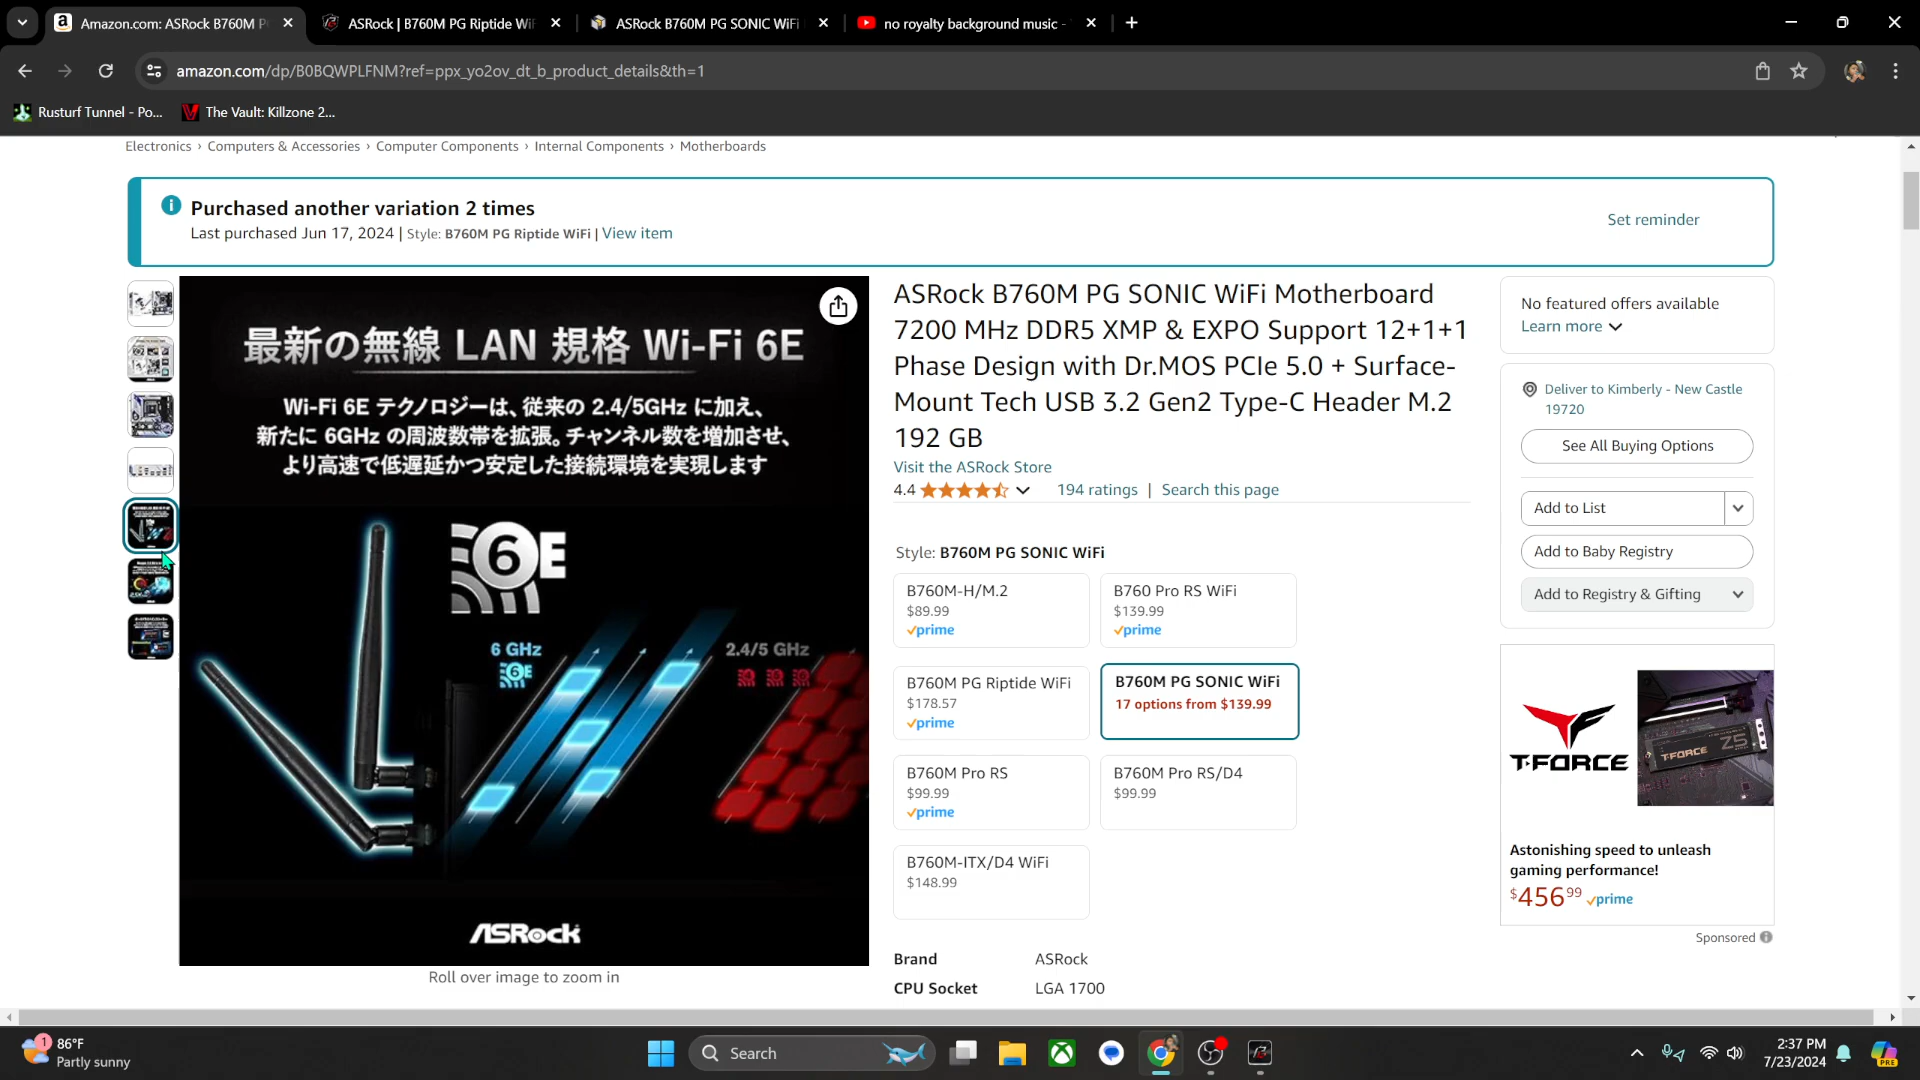 Amazon.com: ASRock B760M P
ASRock | B760M PG Riptide WiF
ASRock B760M PG SONIC WiFi
no royalty background music -
amazon.com/dp/B0BQWPLFNM?ref=ppx_yo2ov_dt_b_product_details&th=1
Rusturf Tunnel - Po...
The Vault: Killzone 2...
Electronics › Computers & Accessories › Computer Components › Internal Components › Motherboards
Purchased another variation 2 times
Last purchased Jun 17, 2024 | Style: B760M PG Riptide WiFi | View item
Set reminder
最新の無線 LAN 規格 Wi-Fi 6E
Wi-Fi 6E テクノロジーは、従来の 2.4/5GHz に加え、
新たに 6GHz の周波数帯を拡張。チャンネル数を増加させ、
より高速で低遅延かつ安定した接続環境を実現します
6E
6 GHz
6E
2.4/5 GHz
ASRock
Roll over image to zoom in
ASRock B760M PG SONIC WiFi Motherboard
7200 MHz DDR5 XMP & EXPO Support 12+1+1
Phase Design with Dr.MOS PCIe 5.0 + Surface-
Mount Tech USB 3.2 Gen2 Type-C Header M.2
192 GB
Visit the ASRock Store
4.4
194 ratings | Search this page
Style: B760M PG SONIC WiFi
B760M-H/M.2
$89.99
prime
B760 Pro RS WiFi
$139.99
prime
B760M PG Riptide WiFi
$178.57
prime
B760M PG SONIC WiFi
17 options from $139.99
B760M Pro RS
$99.99
prime
B760M Pro RS/D4
$99.99
B760M-ITX/D4 WiFi
$148.99
Brand ASRock
CPU Socket LGA 1700
No featured offers available
Learn more
Deliver to Kimberly - New Castle
19720
See All Buying Options
Add to List
Add to Baby Registry
Add to Registry & Gifting
T-FORCE
T-FORCE Z5
Astonishing speed to unleash
gaming performance!
$456 99 prime
Sponsored
1
86°F
Partly sunny
Search
2:37 PM
7/23/2024
PRE